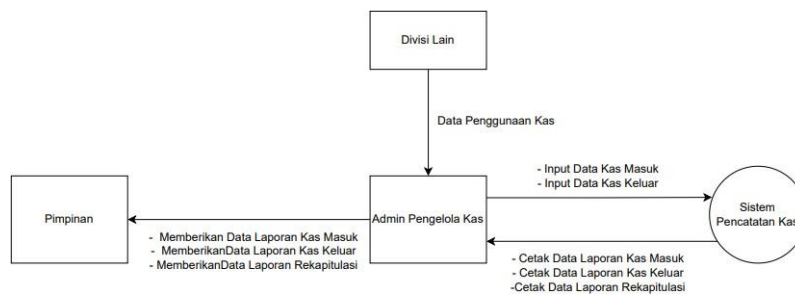 Divisi Lain
Data Penggunaan Kas
- Input Data Kas Masuk
- Input Data Kas Keluar
Pimpinan
Admin Pengelola Kas
Sistem
Pencatatan Kas
- Memberikan Data Laporan Kas Masuk
- MemberikanData Laporan Kas Keluar
- MemberikanData Laporan Rekapitulasi
- Cetak Data Laporan Kas Masuk
- Cetak Data Laporan Kas Keluar
-Cetak Data Laporan Rekapitulasi